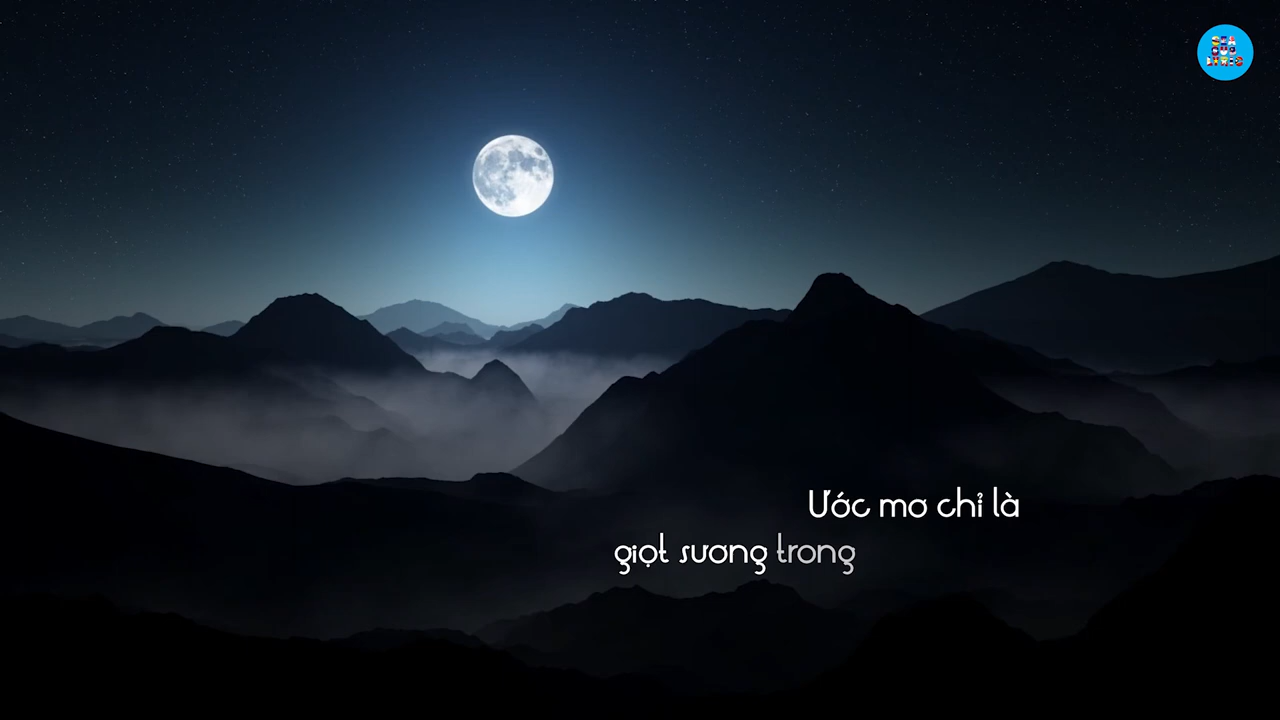 Ước mơ chỉ là
giọt sương trong